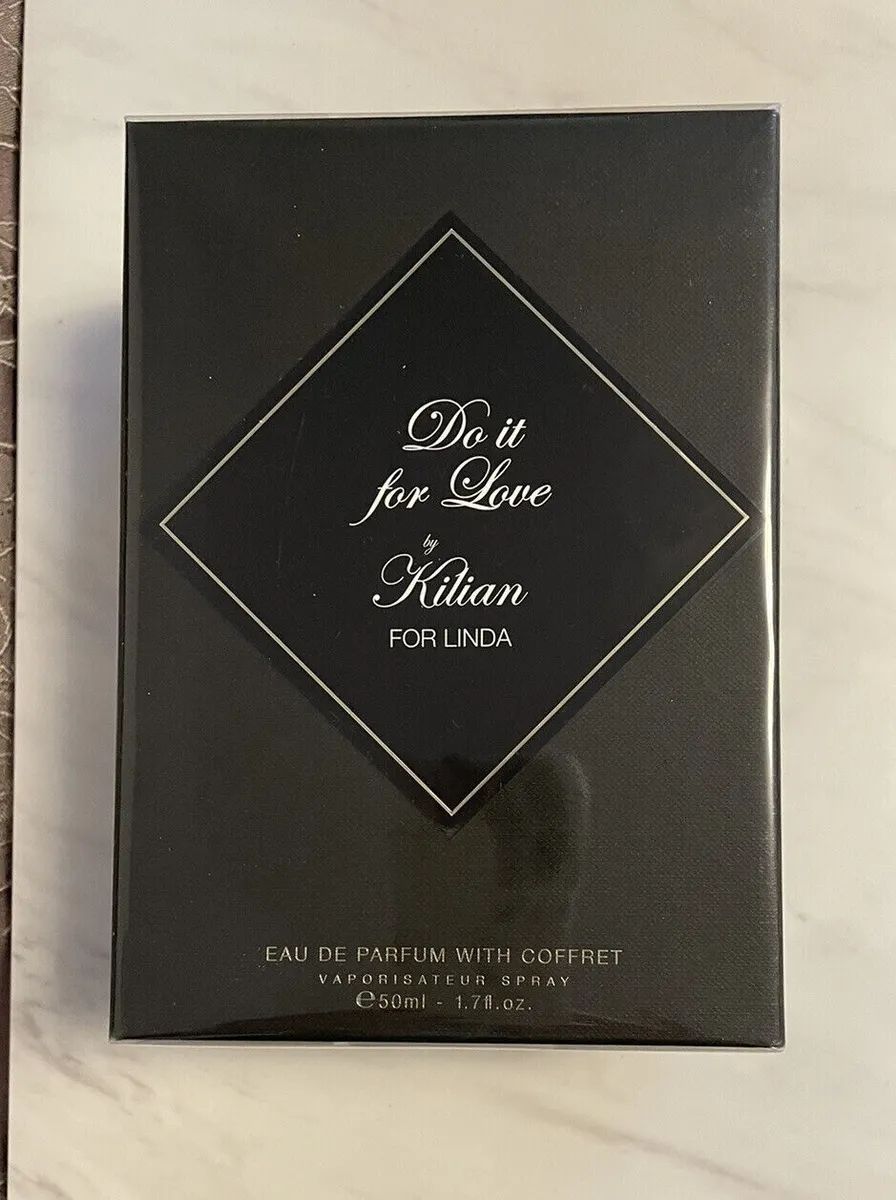 Do it
for Love
by
Kilian
FOR LINDA
EAU DE PARFUM WITH COFFRET
VAPORISATEUR SPRAY
℮50ml - 1.7fl.oz.